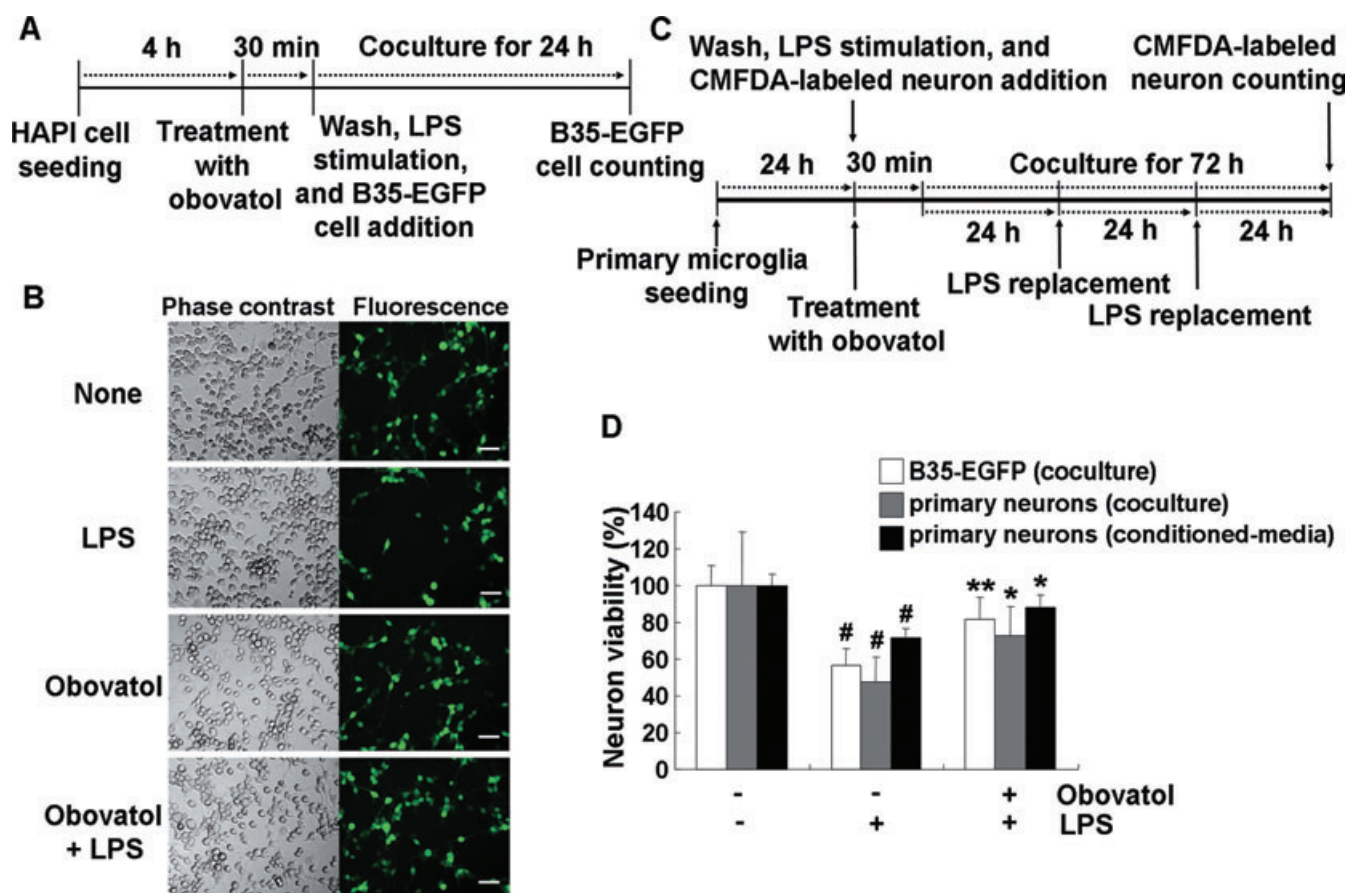 A
4 h
30 min
Coculture for 24 h
HAPI cell
seeding
Treatment
with
obovatol
Wash, LPS
stimulation,
and B35-EGFP
cell addition
B35-EGFP
cell counting
C
Wash, LPS stimulation, and
CMFDA-labeled neuron addition
CMFDA-labeled
neuron counting
24 h
30 min
Coculture for 72 h
24 h
24 h
24 h
Primary microglia
seeding
Treatment
with obovatol
LPS replacement
LPS replacement
B
Phase contrast
Fluorescence
None
LPS
Obovatol
Obovatol
+ LPS
D
B35-EGFP (coculture)
primary neurons (coculture)
primary neurons (conditioned-media)
Neuron viability (%)
140
120
100
80
60
40
20
0
# # #
** * *
- - + Obovatol
- + + LPS